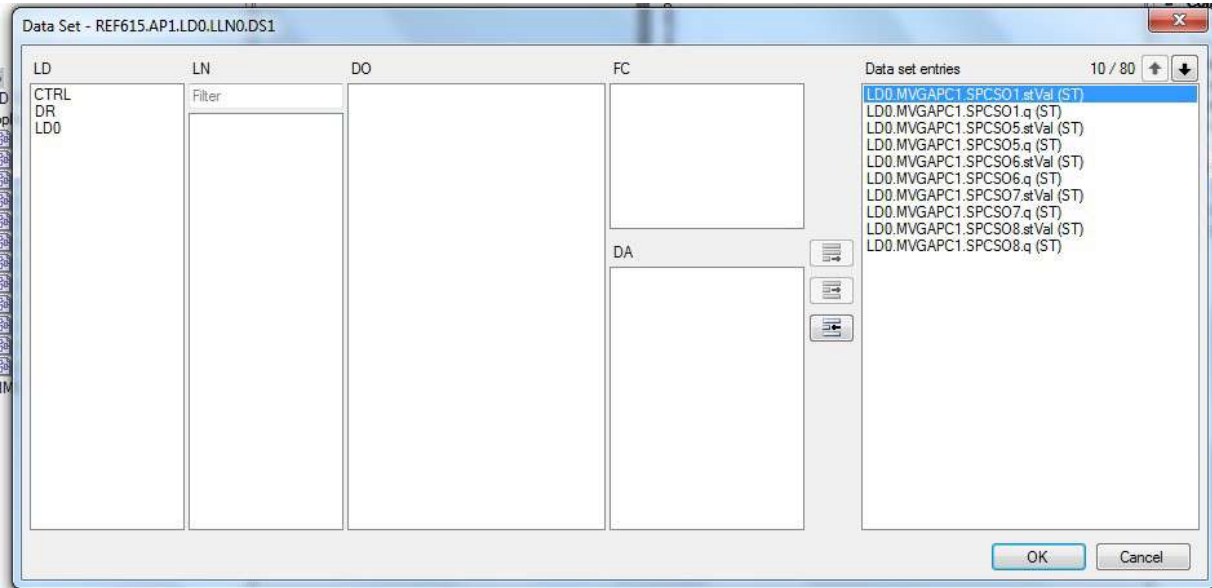 Data Set - REF615.AP1.LD0.LLN0.DS1
LD
LN
DO
FC
Data set entries
10 / 80
CTRL
DR
LD0
Filter
DA
LD0.MVGAPC1.SPCSO1.stVal (ST)
LD0.MVGAPC1.SPCSO1.q (ST)
LD0.MVGAPC1.SPCSO5.stVal (ST)
LD0.MVGAPC1.SPCSO5.q (ST)
LD0.MVGAPC1.SPCSO6.stVal (ST)
LD0.MVGAPC1.SPCSO6.q (ST)
LD0.MVGAPC1.SPCSO7.stVal (ST)
LD0.MVGAPC1.SPCSO7.q (ST)
LD0.MVGAPC1.SPCSO8.stVal (ST)
LD0.MVGAPC1.SPCSO8.q (ST)
OK
Cancel